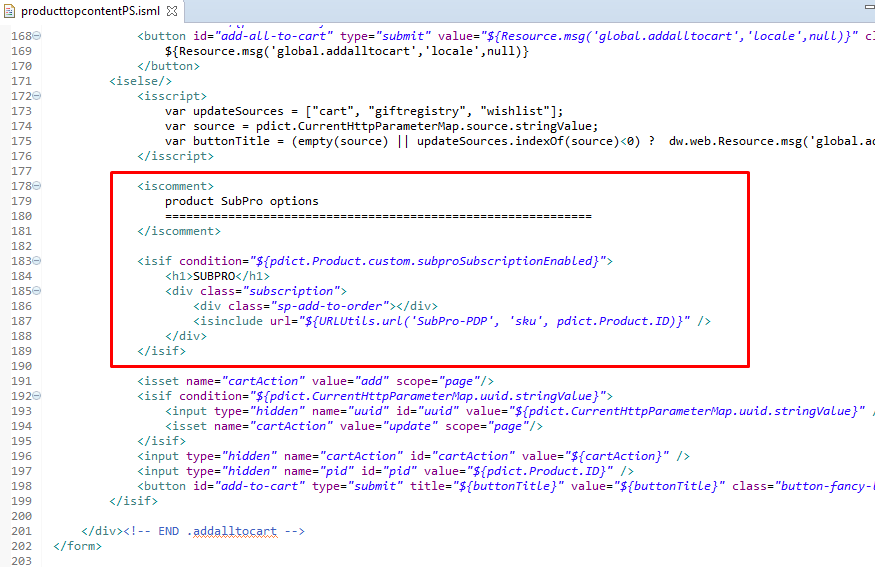 producttopcontentPS.isml
168 <button id="add-all-to-cart" type="submit" value="${Resource.msg('global.addalltocart','locale',null)}" cl
169 ${Resource.msg('global.addalltocart','locale',null)}
170 </button>
171 <iselse/>
172 <isscript>
173 var updateSources = ["cart", "giftregistry", "wishlist"];
174 var source = pdict.CurrentHttpParameterMap.source.stringValue;
175 var buttonTitle = (empty(source) || updateSources.indexOf(source)<0) ? dw.web.Resource.msg('global.ad
176 </isscript>
177
178 <iscomment>
179 product SubPro options
180 =============================================================
181 </iscomment>
182
183 <isif condition="${pdict.Product.custom.subproSubscriptionEnabled}">
184 <h1>SUBPRO</h1>
185 <div class="subscription">
186 <div class="sp-add-to-order"></div>
187 <isinclude url="${URLUtils.url('SubPro-PDP', 'sku', pdict.Product.ID)}" />
188 </div>
189 </isif>
190
191 <isset name="cartAction" value="add" scope="page"/>
192 <isif condition="${pdict.CurrentHttpParameterMap.uuid.stringValue}">
193 <input type="hidden" name="uuid" id="uuid" value="${pdict.CurrentHttpParameterMap.uuid.stringValue}" /
194 <isset name="cartAction" value="update" scope="page"/>
195 </isif>
196 <input type="hidden" name="cartAction" id="cartAction" value="${cartAction}" />
197 <input type="hidden" name="pid" id="pid" value="${pdict.Product.ID}" />
198 <button id="add-to-cart" type="submit" title="${buttonTitle}" value="${buttonTitle}" class="button-fancy-l
199 </isif>
200
201 </div><!-- END .addalltocart -->
202 </form>
203